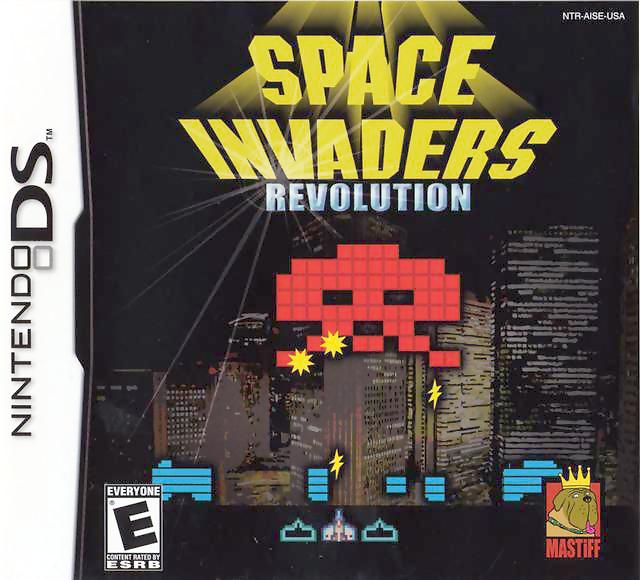 NTR-AISE-USA
SPACE
INVADERS
REVOLUTION
NINTENDO DS™
EVERYONE
E
®
CONTENT RATED BY
ESRB
MASTiFF